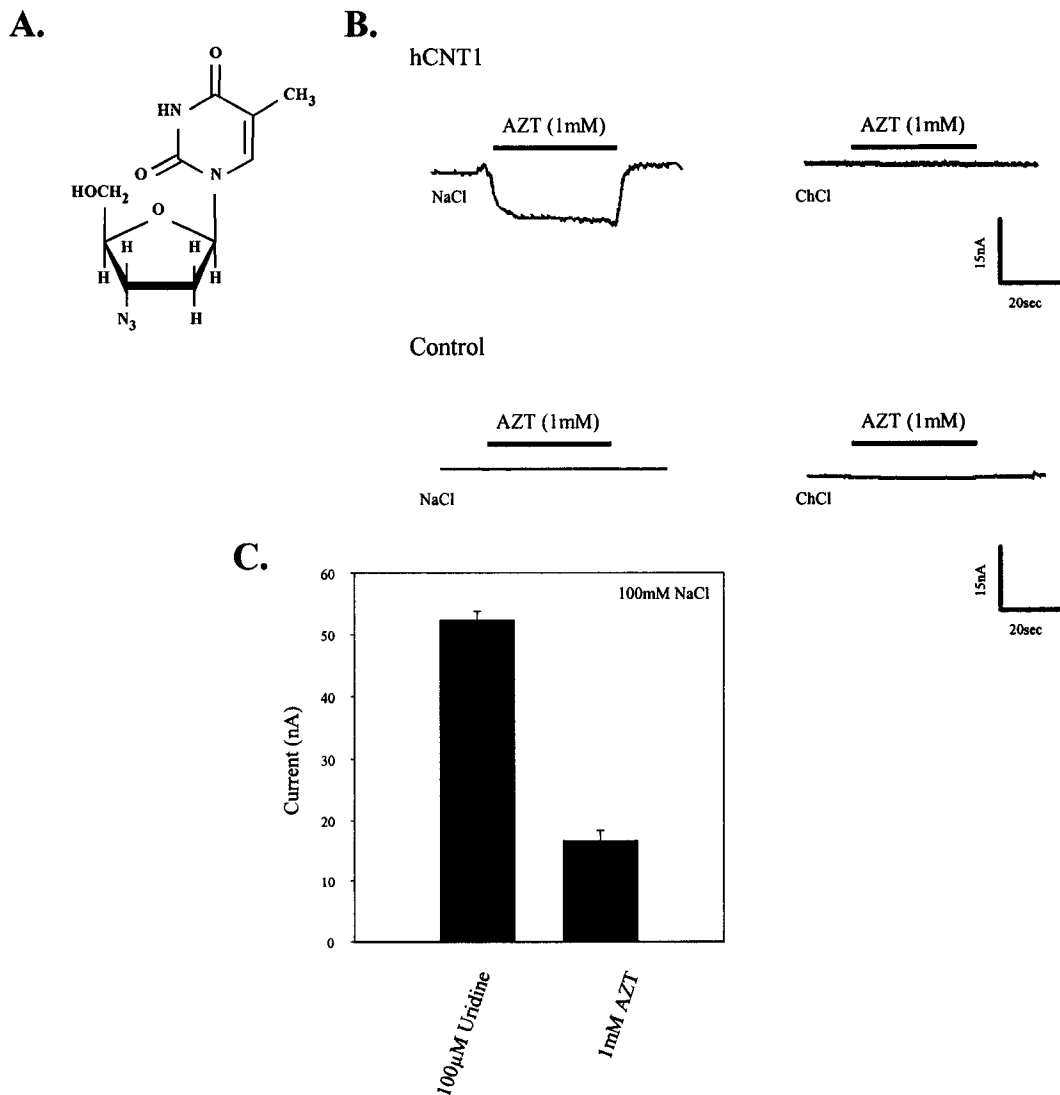 A.
O
CH3
HN
O
N
HOCH2
O
H
H
H
H
N3
H
B.
hCNT1
AZT (1mM)
NaCl
AZT (1mM)
ChCl
15nA
20sec
Control
AZT (1mM)
NaCl
AZT (1mM)
ChCl
15nA
20sec
C.
100mM NaCl
60
50
40
30
20
10
0
Current (nA)
100µM Uridine
1mM AZT